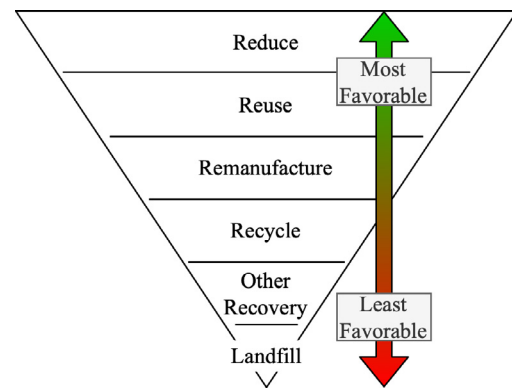 Reduce
Most
Favorable
Reuse
Remanufacture
Recycle
Other
Recovery
Least
Favorable
Landfill